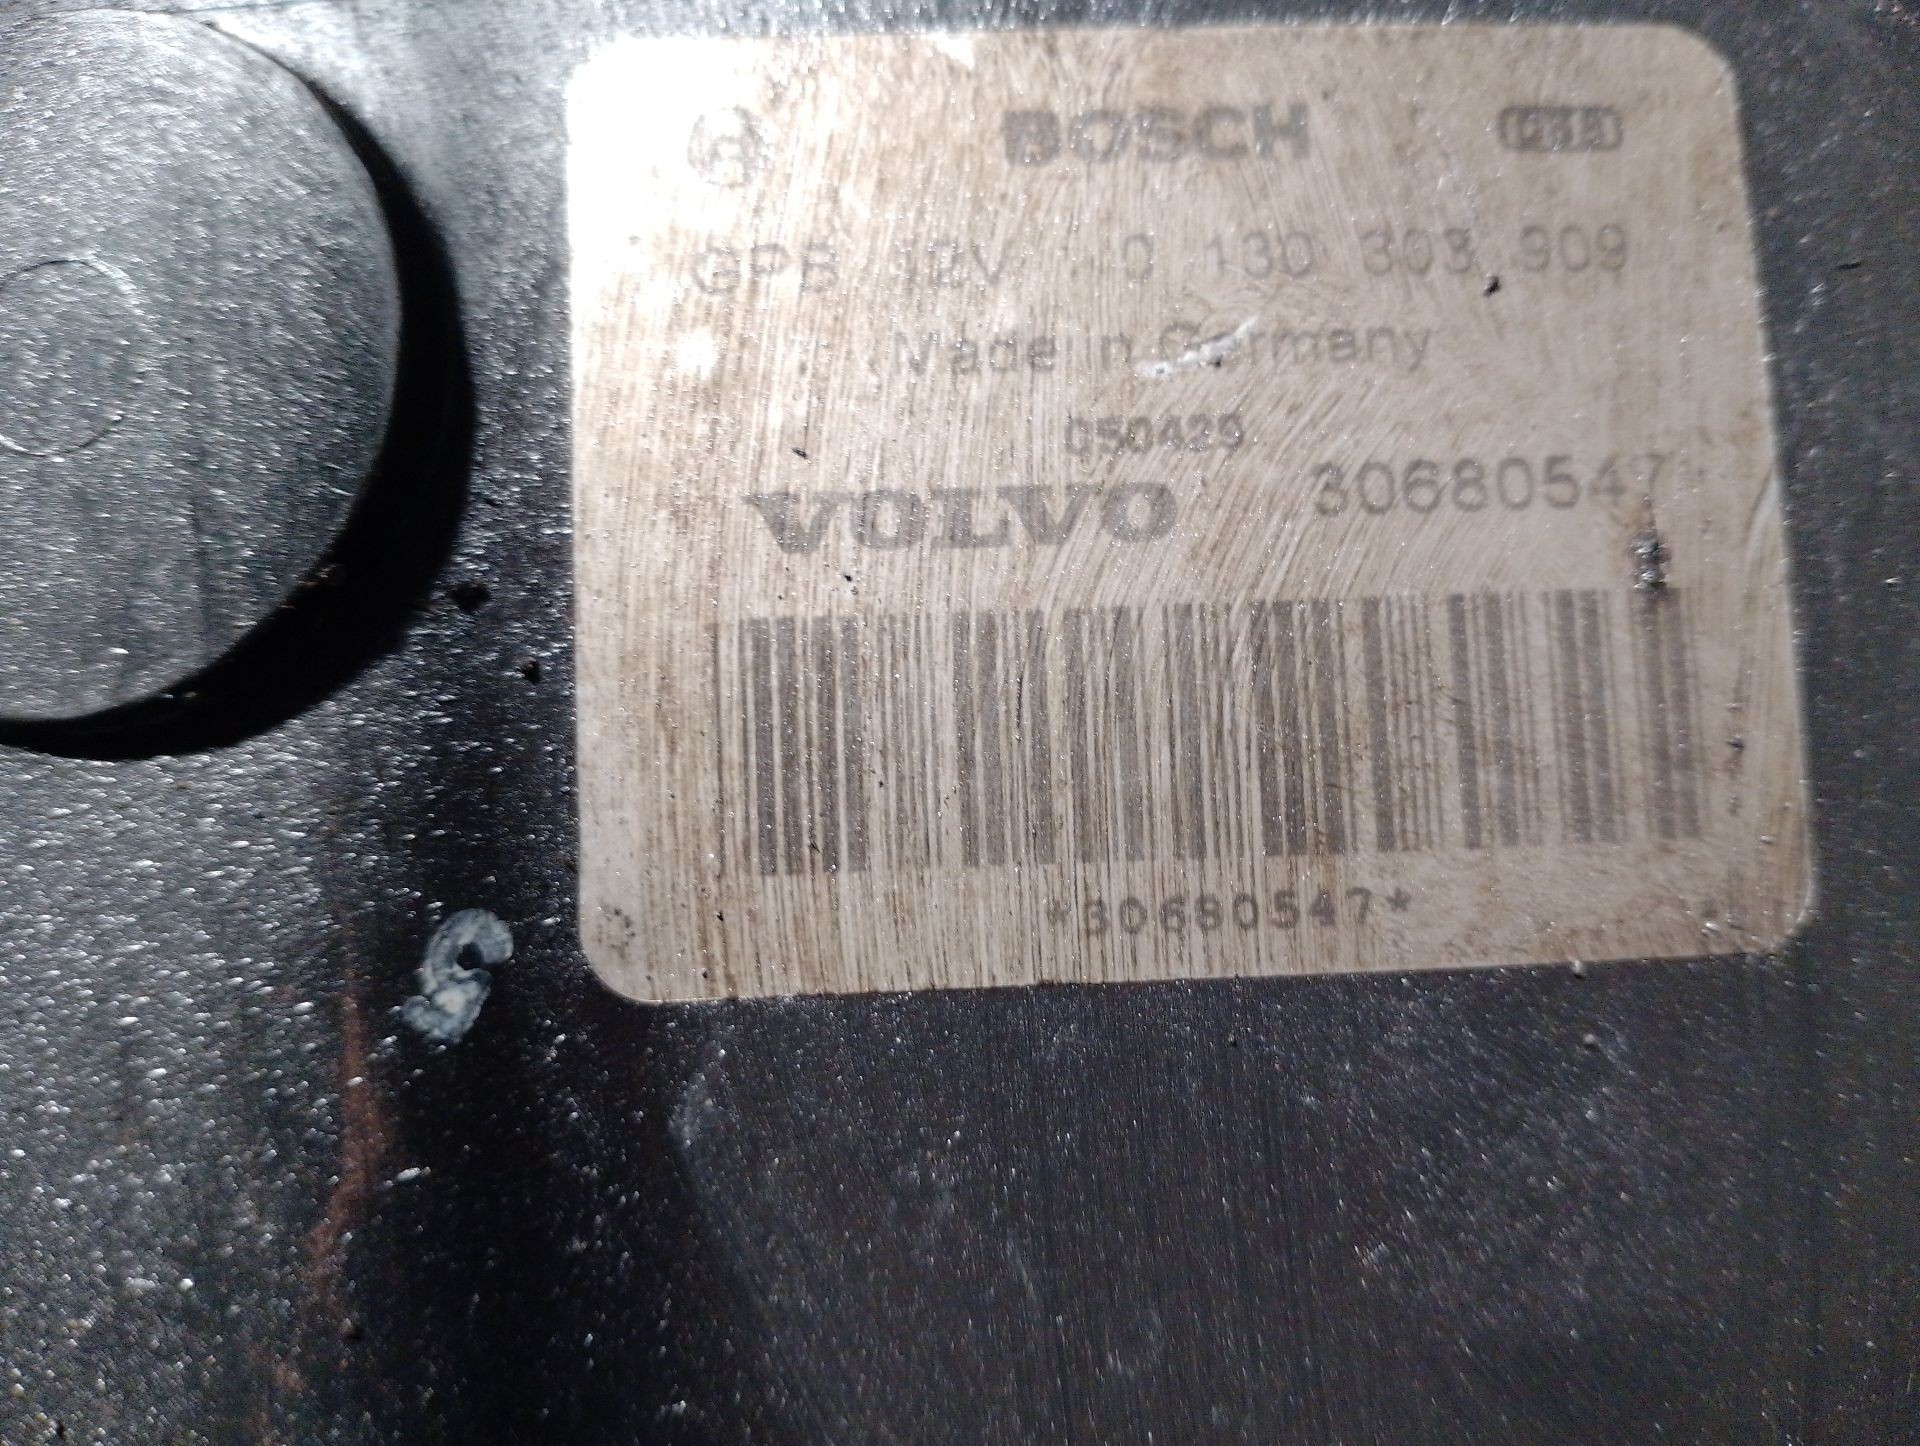 BOSCH
GPB 12V 0 130 303 909
Made in Germany
050429
VOLVO 30680547
*30680547*